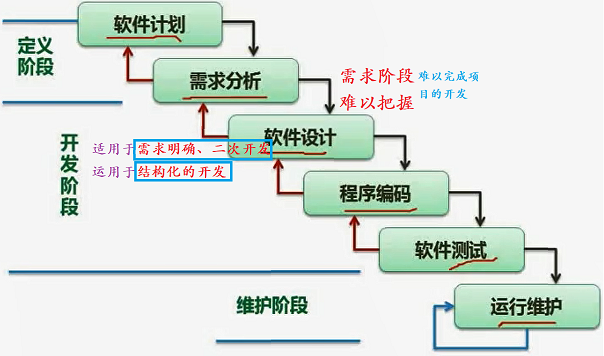 软件计划
定义
阶段
需求分析
需求阶段 难以完成项
难以把握 目的开发
软件设计
开发阶段
适用于需求明确、二次开发
运用于结构化的开发
程序编码
软件测试
维护阶段
运行维护